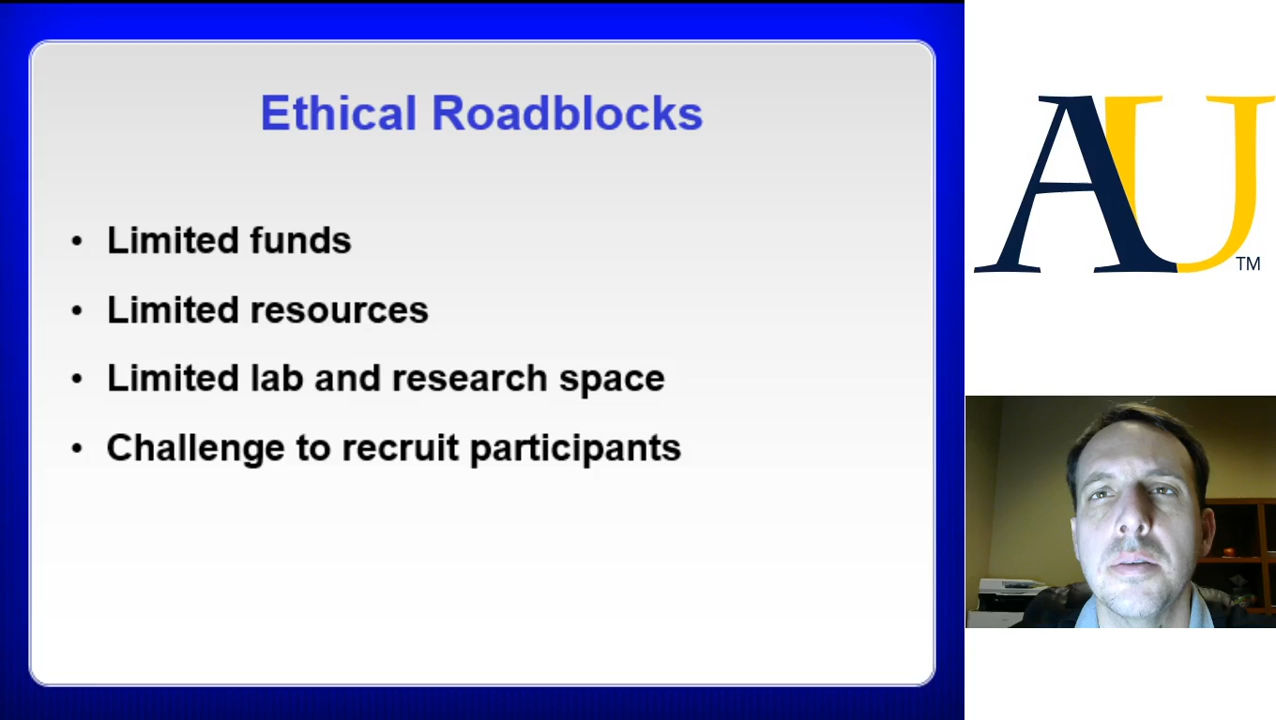 Ethical Roadblocks
• Limited funds
• Limited resources
• Limited lab and research space
• Challenge to recruit participants
AU
TM